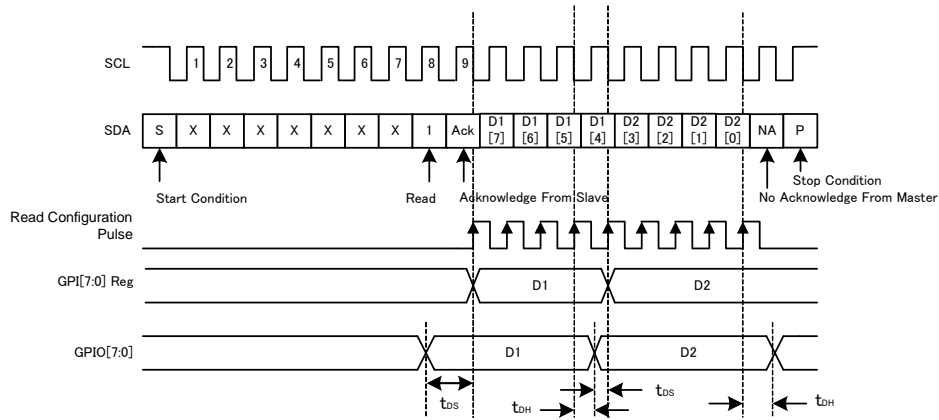 SCL 1 2 3 4 5 6 7 8 9
SDA S X X X X X X X 1 Ack D1 [7] D1 [6] D1 [5] D1 [4] D2 [3] D2 [2] D2 [1] D2 [0] NA P
Stop Condition
Start Condition Read Acknowledge From Slave No Acknowledge From Master
Read Configuration
Pulse
GPI[7:0] Reg D1 D2
GPIO[7:0] D1 D2
tDS tDH tDS tDH